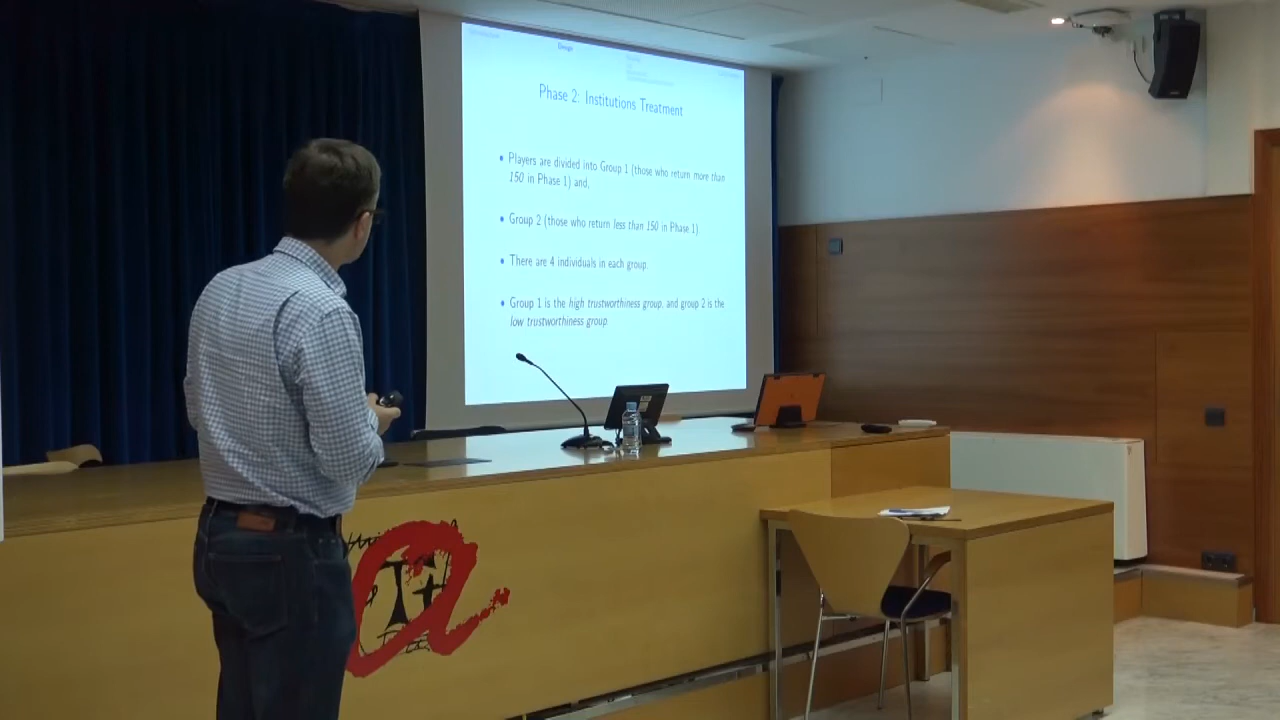 Design
Phase 2: Institutions Treatment
• Players are divided into Group 1 (those who return more than
150 in Phase 1) and,
• Group 2 (those who return less than 150 in Phase 1)
• There are 4 individuals in each group.
• Group 1 is the high trustworthiness group, and group 2 is the
low trustworthiness group.